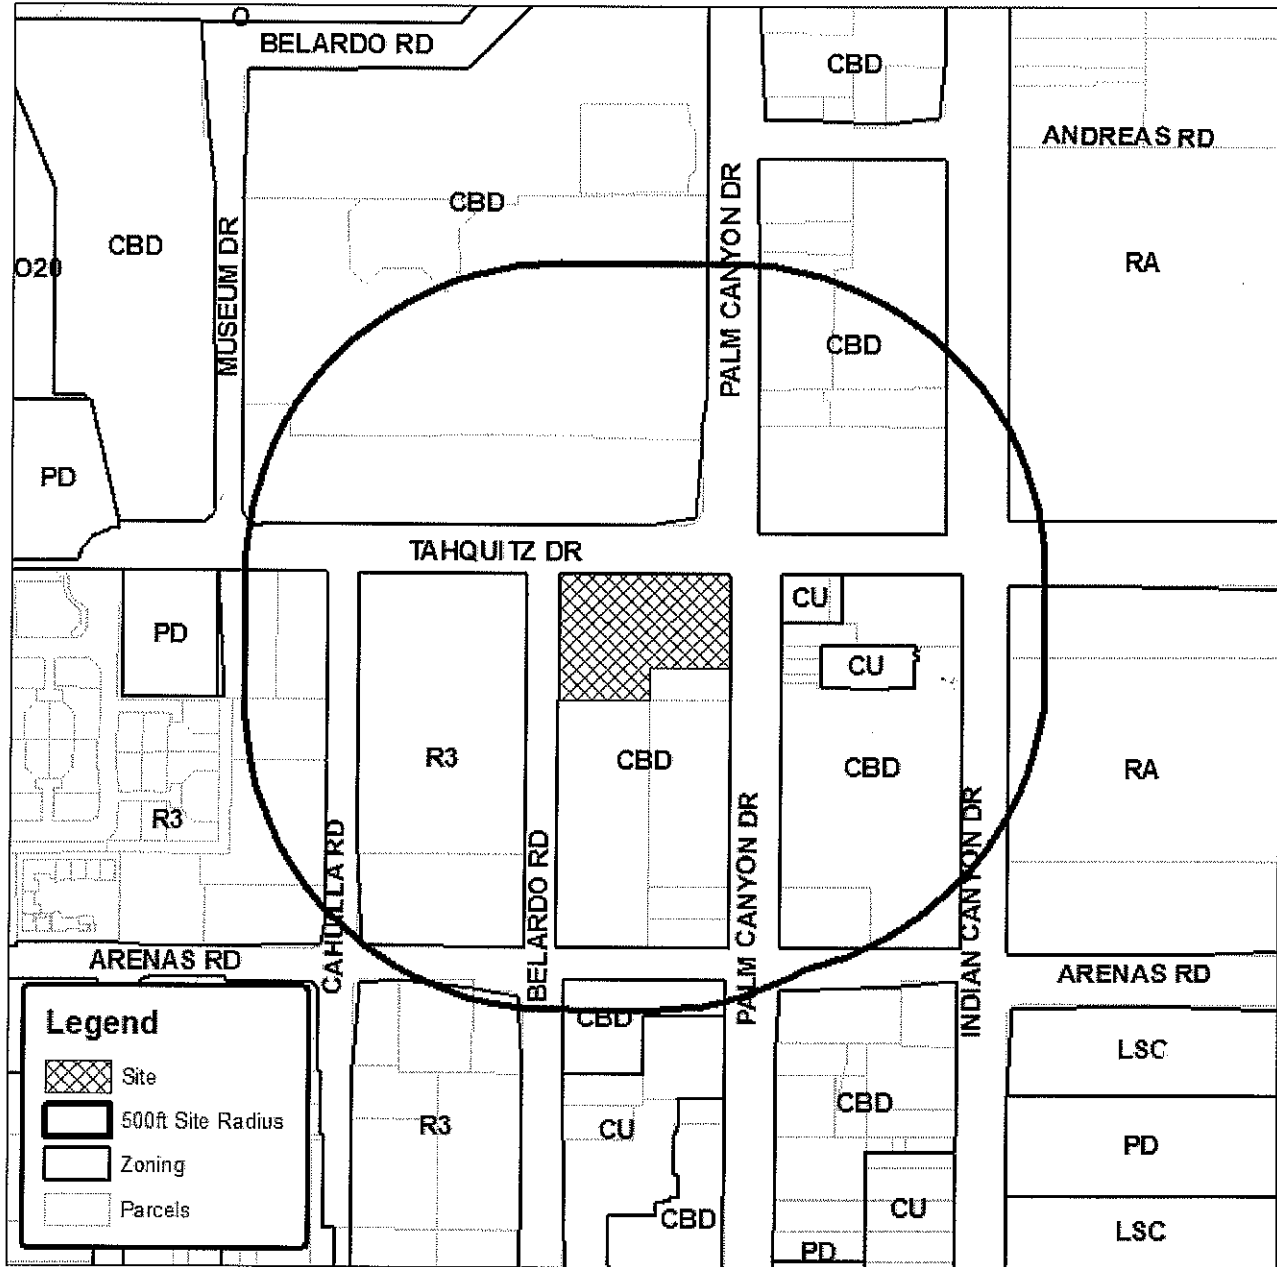 O
BELARDO RD
CBD
ANDREAS RD
CBD
CBD
MUSEUM DR
PALM CANYON DR
O20
RA
CBD
PD
TAHQUITZ DR
PD
CU
CU
R3
CBD
CBD
RA
R3
CAHUILLA RD
BELARDO RD
PALM CANYON DR
INDIAN CANYON DR
ARENAS RD
ARENAS RD
Legend
Site
500ft Site Radius
Zoning
Parcels
CBD
LSC
R3
CU
CBD
PD
CBD
CU
PD
LSC